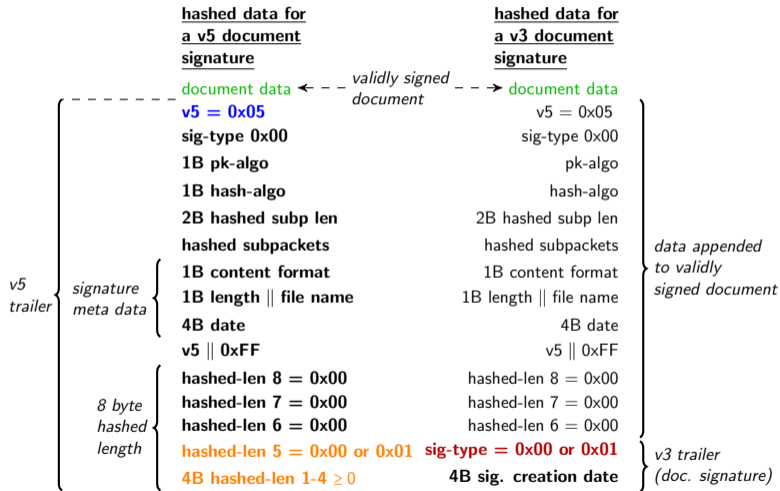 hashed data for
a v5 document
signature
hashed data for
a v3 document
signature
document data
validly signed
document
document data
v5 = 0x05
v5 = 0x05
sig-type 0x00
sig-type 0x00
1B pk-algo
pk-algo
1B hash-algo
hash-algo
2B hashed subp len
2B hashed subp len
hashed subpackets
hashed subpackets
1B content format
1B content format
1B length || file name
1B length || file name
4B date
4B date
v5 || 0xFF
v5 || 0xFF
hashed-len 8 = 0x00
hashed-len 8 = 0x00
hashed-len 7 = 0x00
hashed-len 7 = 0x00
hashed-len 6 = 0x00
hashed-len 6 = 0x00
hashed-len 5 = 0x00 or 0x01
sig-type = 0x00 or 0x01
4B hashed-len 1-4 ≥ 0
4B sig. creation date
v5
trailer
signature
meta data
8 byte
hashed
length
data appended
to validly
signed document
v3 trailer
(doc. signature)